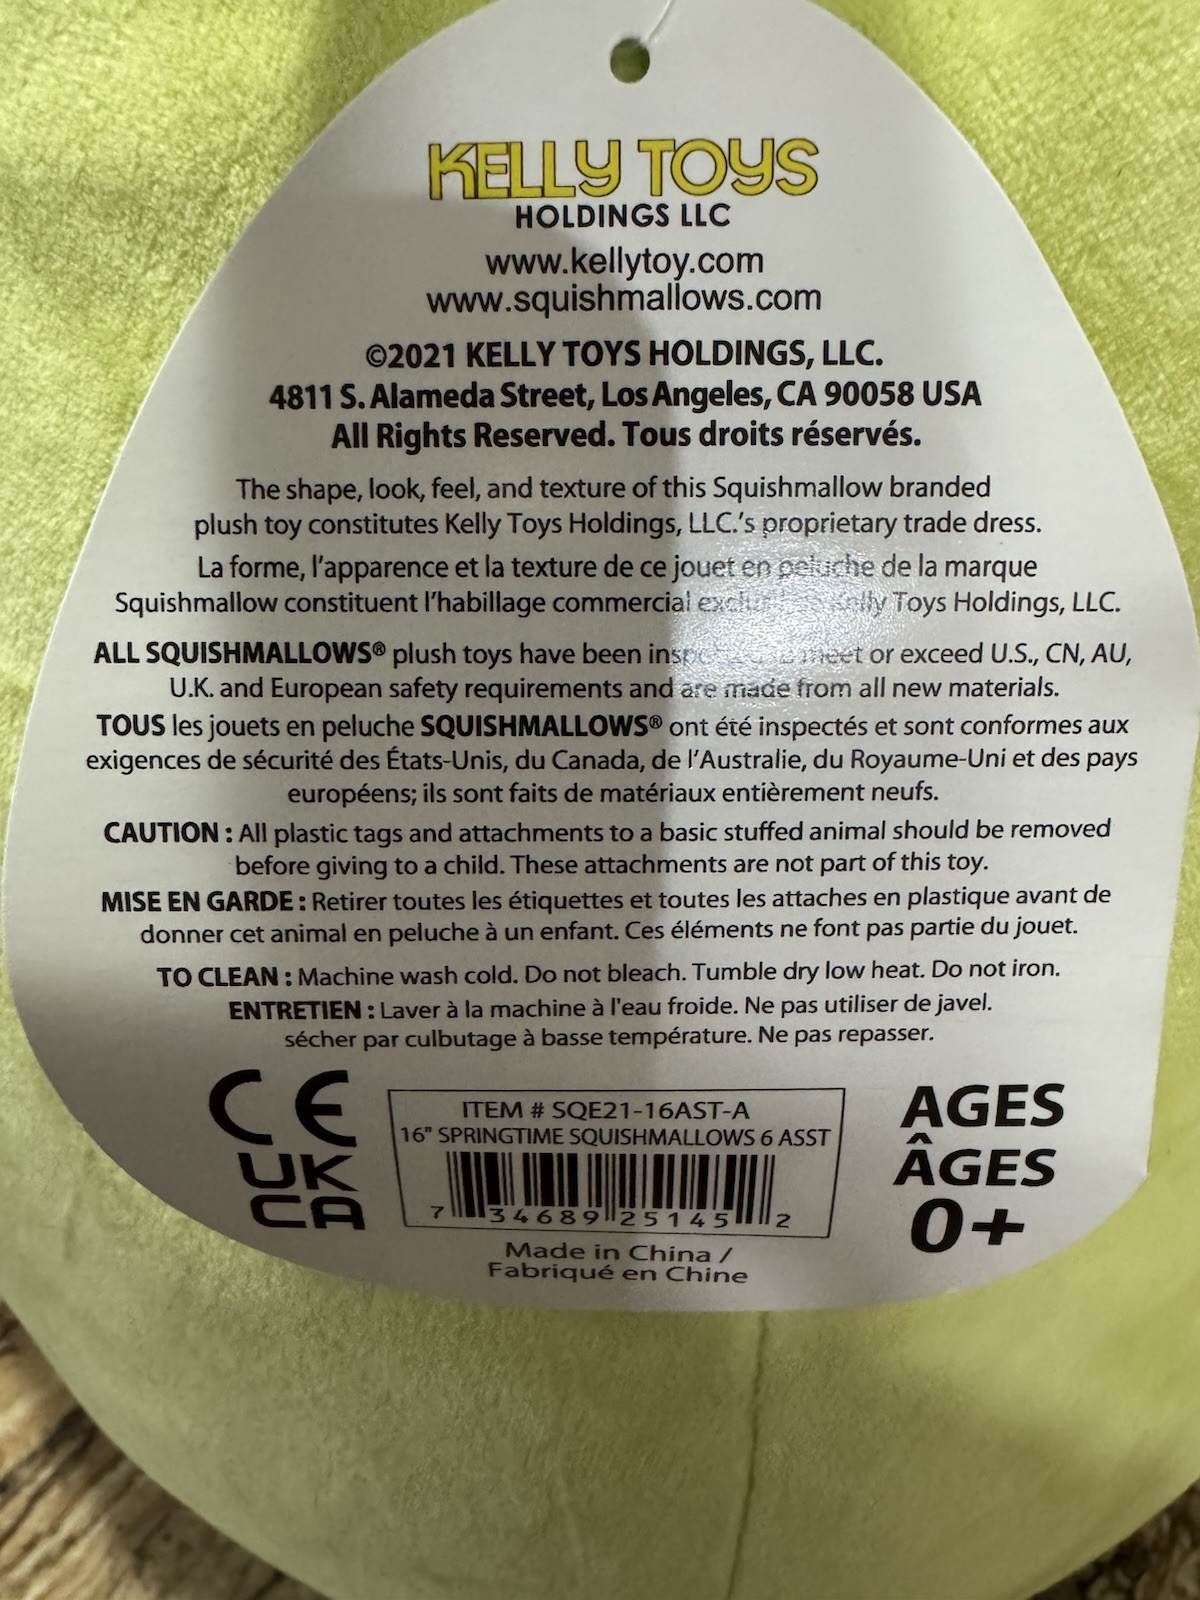 KELLY TOYS
HOLDINGS LLC
www.kellytoy.com
www.squishmallows.com
©2021 KELLY TOYS HOLDINGS, LLC.
4811 S. Alameda Street, Los Angeles, CA 90058 USA
All Rights Reserved. Tous droits réservés.
The shape, look, feel, and texture of this Squishmallow branded
plush toy constitutes Kelly Toys Holdings, LLC.'s proprietary trade dress.
La forme, l'apparence et la texture de ce jouet en peluche de la marque
Squishmallow constituent l'habillage commercial Kelly Toys Holdings, LLC.
ALL SQUISHMALLOWS® plush toys have been meet or exceed U.S., CN, AU,
U.K. and European safety requirements and are made from all new materials.
TOUS les jouets en peluche SQUISHMALLOWS® ont été inspectés et sont conformes aux
exigences de sécurité des États-Unis, du Canada, de l'Australie, du Royaume-Uni et des pays
européens; ils sont faits de matériaux entièrement neufs.
CAUTION : All plastic tags and attachments to a basic stuffed animal should be removed
before giving to a child. These attachments are not part of this toy.
MISE EN GARDE : Retirer toutes les étiquettes et toutes les attaches en plastique avant de
donner cet animal en peluche à un enfant. Ces éléments ne font pas partie du jouet.
TO CLEAN : Machine wash cold. Do not bleach. Tumble dry low heat. Do not iron.
ENTRETIEN : Laver à la machine à l'eau froide. Ne pas utiliser de javel.
sécher par culbutage à basse température. Ne pas repasser.
CE
UK
CA
ITEM # SQE21-16AST-A
16" SPRINGTIME SQUISHMALLOWS 6 ASST
7 34689 25145 2
Made in China /
Fabriqué en Chine
AGES
ÂGES
0+